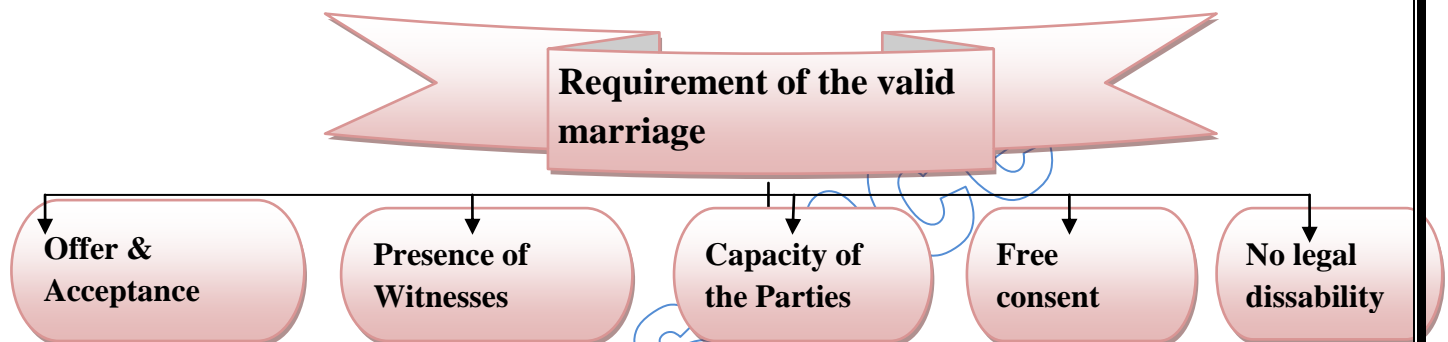 Requirement of the valid
marriage
Offer &
Acceptance
Presence of
Witnesses
Capacity of
the Parties
Free
consent
No legal
dissability